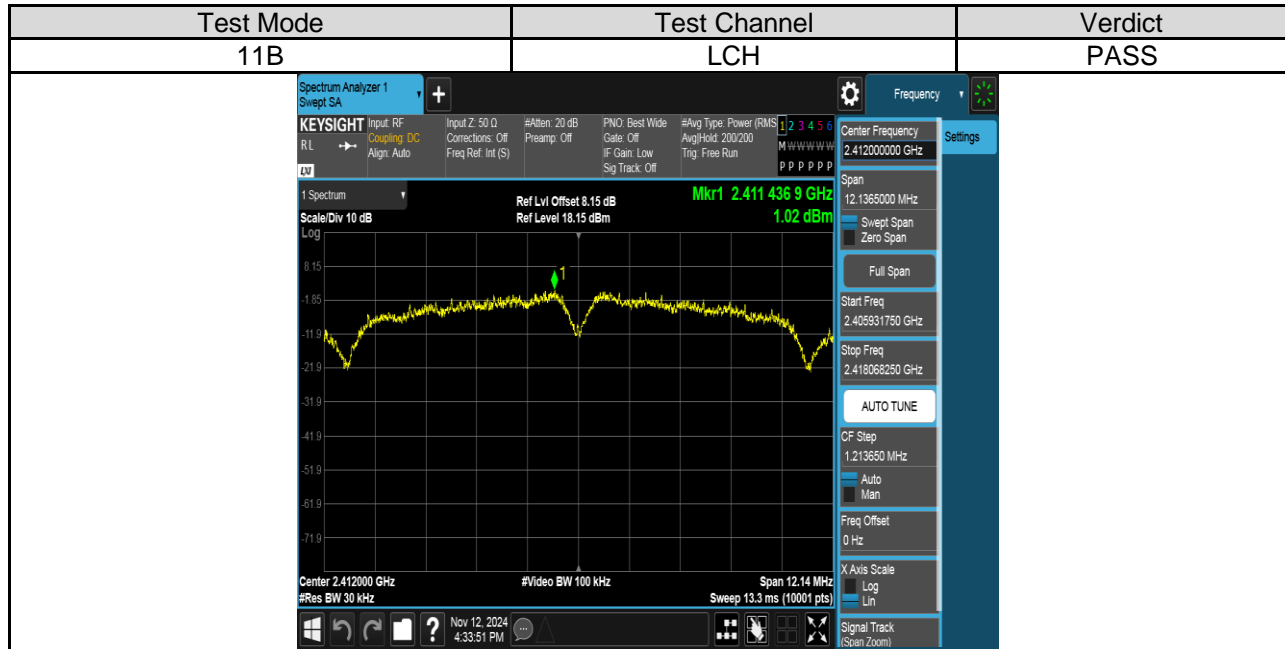 Test Mode Test Channel Verdict
11B LCH PASS
Spectrum Analyzer 1
Swept SA
+
Frequency
KEYSIGHT
RL
LXI
Input: RF
Coupling: DC
Align: Auto
Input Z: 50 Ω
Corrections: Off
Freq Ref: Int (S)
#Atten: 20 dB
Preamp: Off
PNO: Best Wide
Gate: Off
IF Gain: Low
Sig Track: Off
#Avg Type: Power (RMS
Avg|Hold: 200/200
Trig: Free Run
1 2 3 4 5 6
M W W W W W
P P P P P P
1 Spectrum
Scale/Div 10 dB
Log
Ref Lvl Offset 8.15 dB
Ref Level 18.15 dBm
Mkr1 2.411 436 9 GHz
1.02 dBm
1
8.15
-1.85
-11.9
-21.9
-31.9
-41.9
-51.9
-61.9
-71.9
Center 2.412000 GHz
#Res BW 30 kHz
#Video BW 100 kHz
Span 12.14 MHz
Sweep 13.3 ms (10001 pts)
?
Nov 12, 2024
4:33:51 PM
Center Frequency
2.412000000 GHz
Settings
Span
12.1365000 MHz
Swept Span
Zero Span
Full Span
Start Freq
2.405931750 GHz
Stop Freq
2.418068250 GHz
AUTO TUNE
CF Step
1.213650 MHz
Auto
Man
Freq Offset
0 Hz
X Axis Scale
Log
Lin
Signal Track
(Span Zoom)